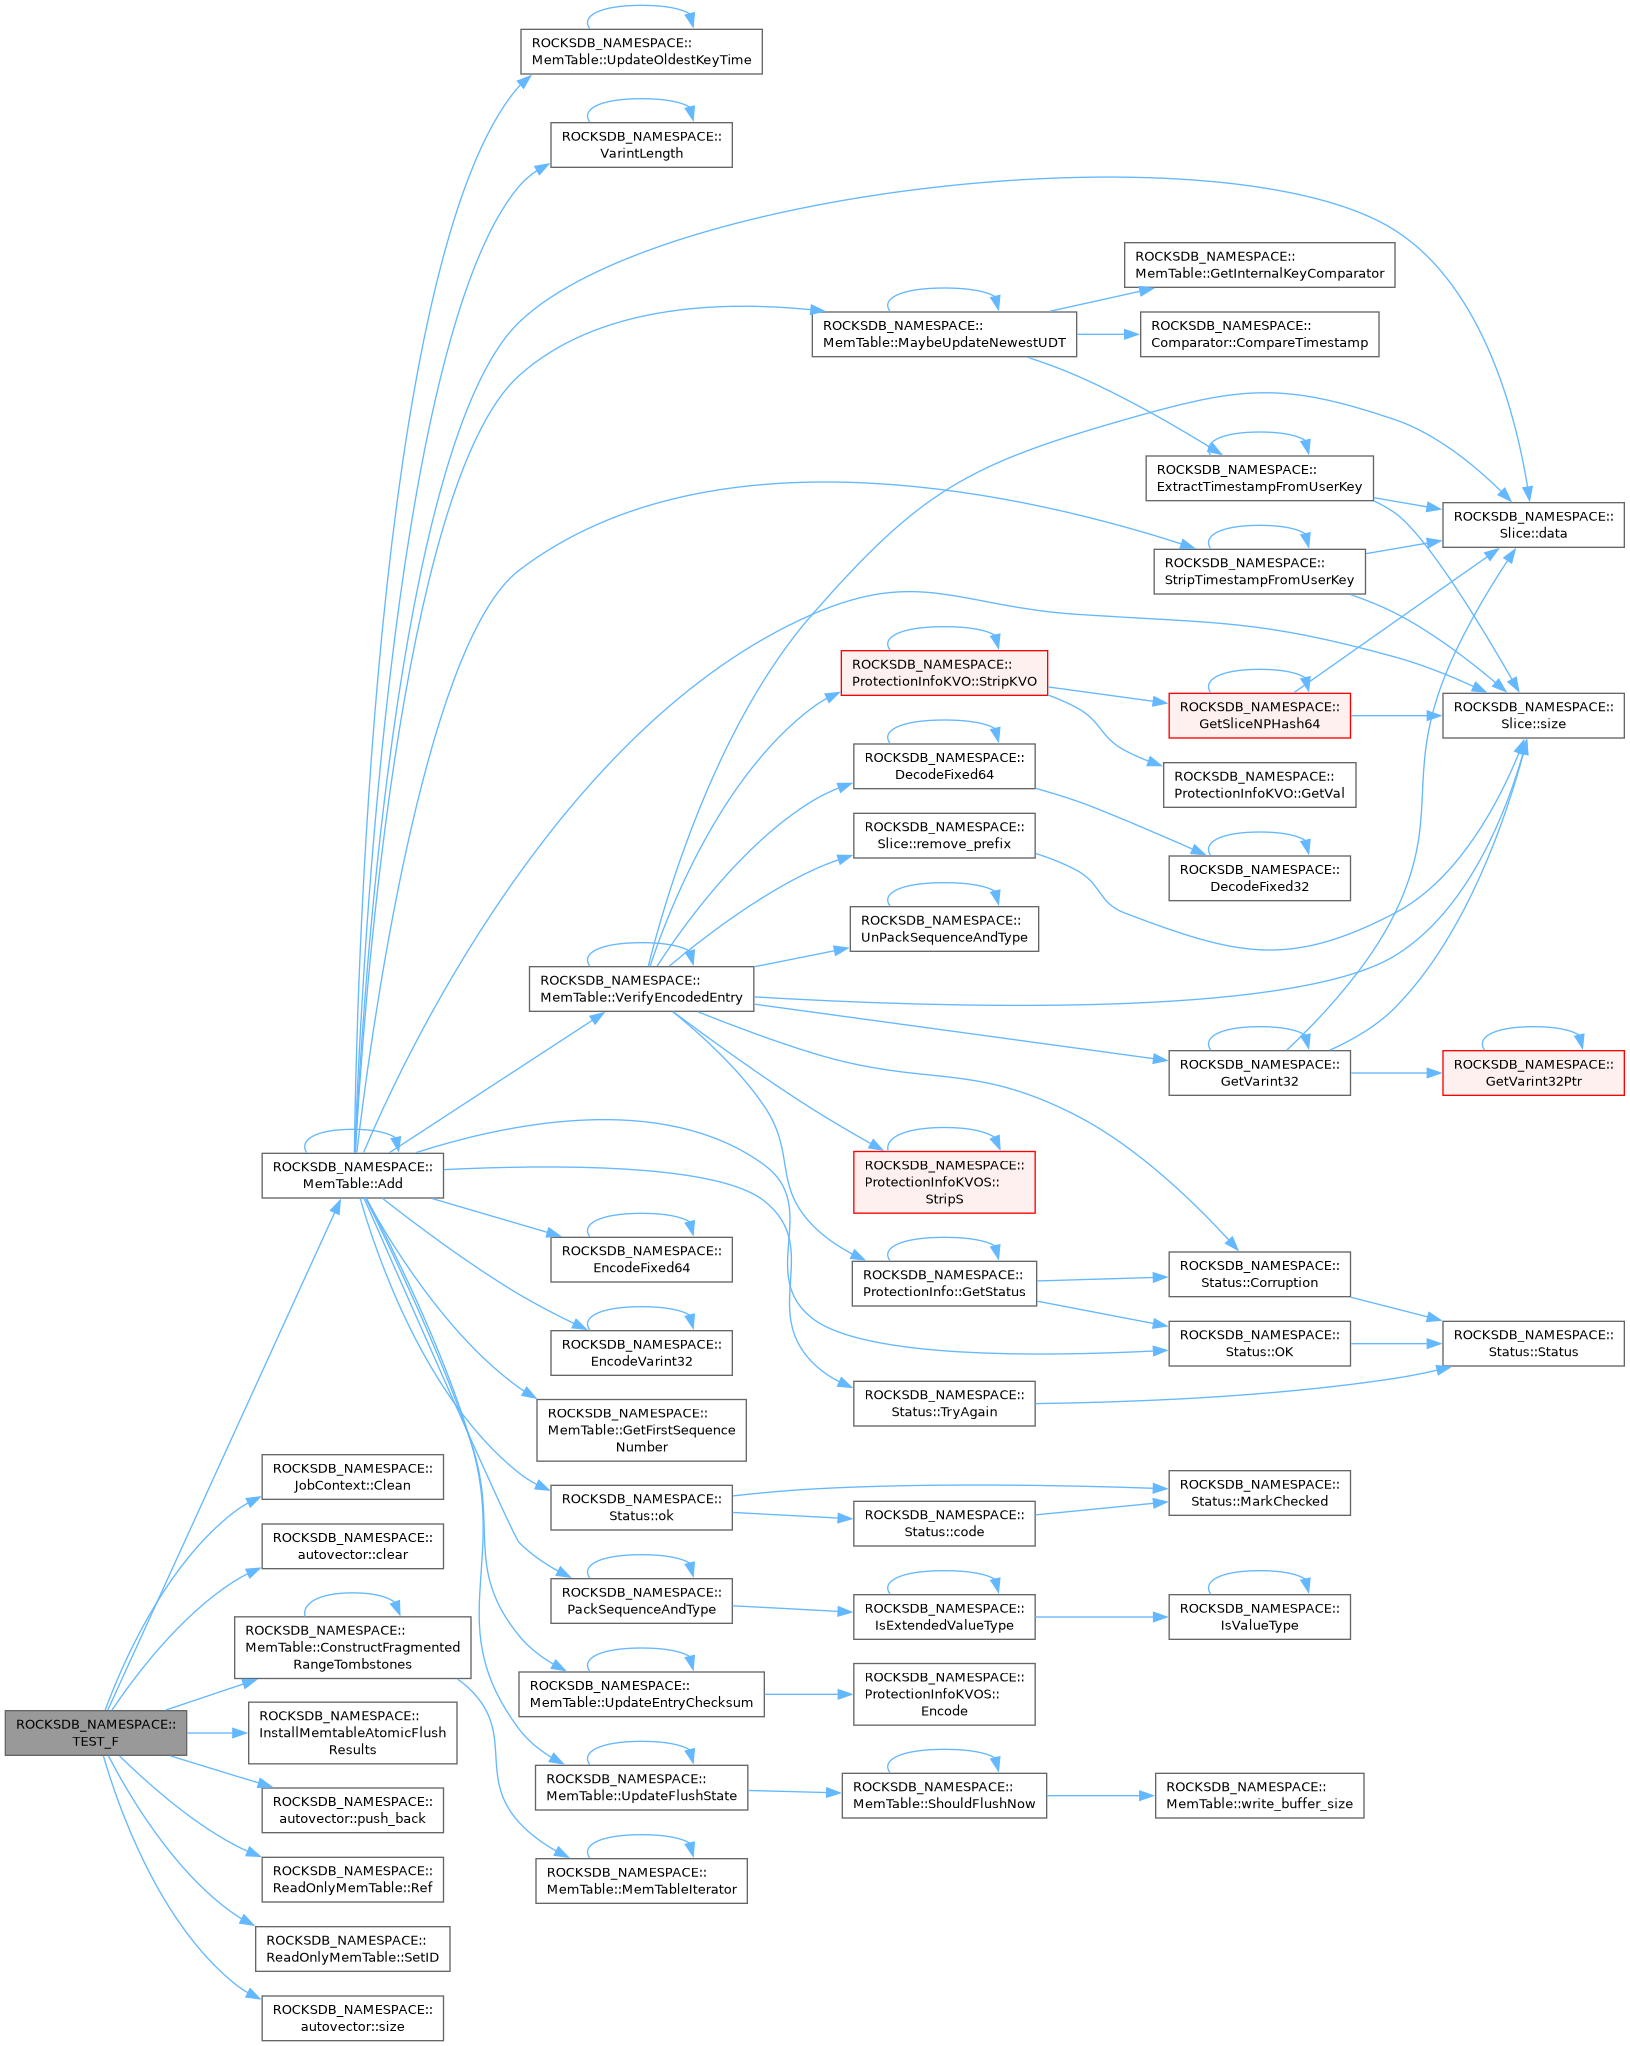 ROCKSDB_NAMESPACE::
MemTable::UpdateOldestKeyTime
ROCKSDB_NAMESPACE::
VarintLength
ROCKSDB_NAMESPACE::
MemTable::GetInternalKeyComparator
ROCKSDB_NAMESPACE::
MemTable::MaybeUpdateNewestUDT
ROCKSDB_NAMESPACE::
Comparator::CompareTimestamp
ROCKSDB_NAMESPACE::
ExtractTimestampFromUserKey
ROCKSDB_NAMESPACE::
Slice::data
ROCKSDB_NAMESPACE::
StripTimestampFromUserKey
ROCKSDB_NAMESPACE::
ProtectionInfoKVO::StripKVO
ROCKSDB_NAMESPACE::
GetSliceNPHash64
ROCKSDB_NAMESPACE::
Slice::size
ROCKSDB_NAMESPACE::
DecodeFixed64
ROCKSDB_NAMESPACE::
ProtectionInfoKVO::GetVal
ROCKSDB_NAMESPACE::
Slice::remove_prefix
ROCKSDB_NAMESPACE::
DecodeFixed32
ROCKSDB_NAMESPACE::
UnPackSequenceAndType
ROCKSDB_NAMESPACE::
MemTable::VerifyEncodedEntry
ROCKSDB_NAMESPACE::
GetVarint32
ROCKSDB_NAMESPACE::
GetVarint32Ptr
ROCKSDB_NAMESPACE::
MemTable::Add
ROCKSDB_NAMESPACE::
ProtectionInfoKVOS::
StripS
ROCKSDB_NAMESPACE::
EncodeFixed64
ROCKSDB_NAMESPACE::
ProtectionInfo::GetStatus
ROCKSDB_NAMESPACE::
Status::Corruption
ROCKSDB_NAMESPACE::
EncodeVarint32
ROCKSDB_NAMESPACE::
Status::OK
ROCKSDB_NAMESPACE::
Status::Status
ROCKSDB_NAMESPACE::
Status::TryAgain
ROCKSDB_NAMESPACE::
MemTable::GetFirstSequence
Number
ROCKSDB_NAMESPACE::
JobContext::Clean
ROCKSDB_NAMESPACE::
Status::ok
ROCKSDB_NAMESPACE::
Status::code
ROCKSDB_NAMESPACE::
Status::MarkChecked
ROCKSDB_NAMESPACE::
autovector::clear
ROCKSDB_NAMESPACE::
PackSequenceAndType
ROCKSDB_NAMESPACE::
IsExtendedValueType
ROCKSDB_NAMESPACE::
IsValueType
ROCKSDB_NAMESPACE::
MemTable::ConstructFragmented
RangeTombstones
ROCKSDB_NAMESPACE::
MemTable::UpdateEntryChecksum
ROCKSDB_NAMESPACE::
ProtectionInfoKVOS::
Encode
ROCKSDB_NAMESPACE::
TEST_F
ROCKSDB_NAMESPACE::
InstallMemtableAtomicFlush
Results
ROCKSDB_NAMESPACE::
MemTable::UpdateFlushState
ROCKSDB_NAMESPACE::
MemTable::ShouldFlushNow
ROCKSDB_NAMESPACE::
MemTable::write_buffer_size
ROCKSDB_NAMESPACE::
autovector::push_back
ROCKSDB_NAMESPACE::
ReadOnlyMemTable::Ref
ROCKSDB_NAMESPACE::
MemTable::MemTableIterator
ROCKSDB_NAMESPACE::
ReadOnlyMemTable::SetID
ROCKSDB_NAMESPACE::
autovector::size